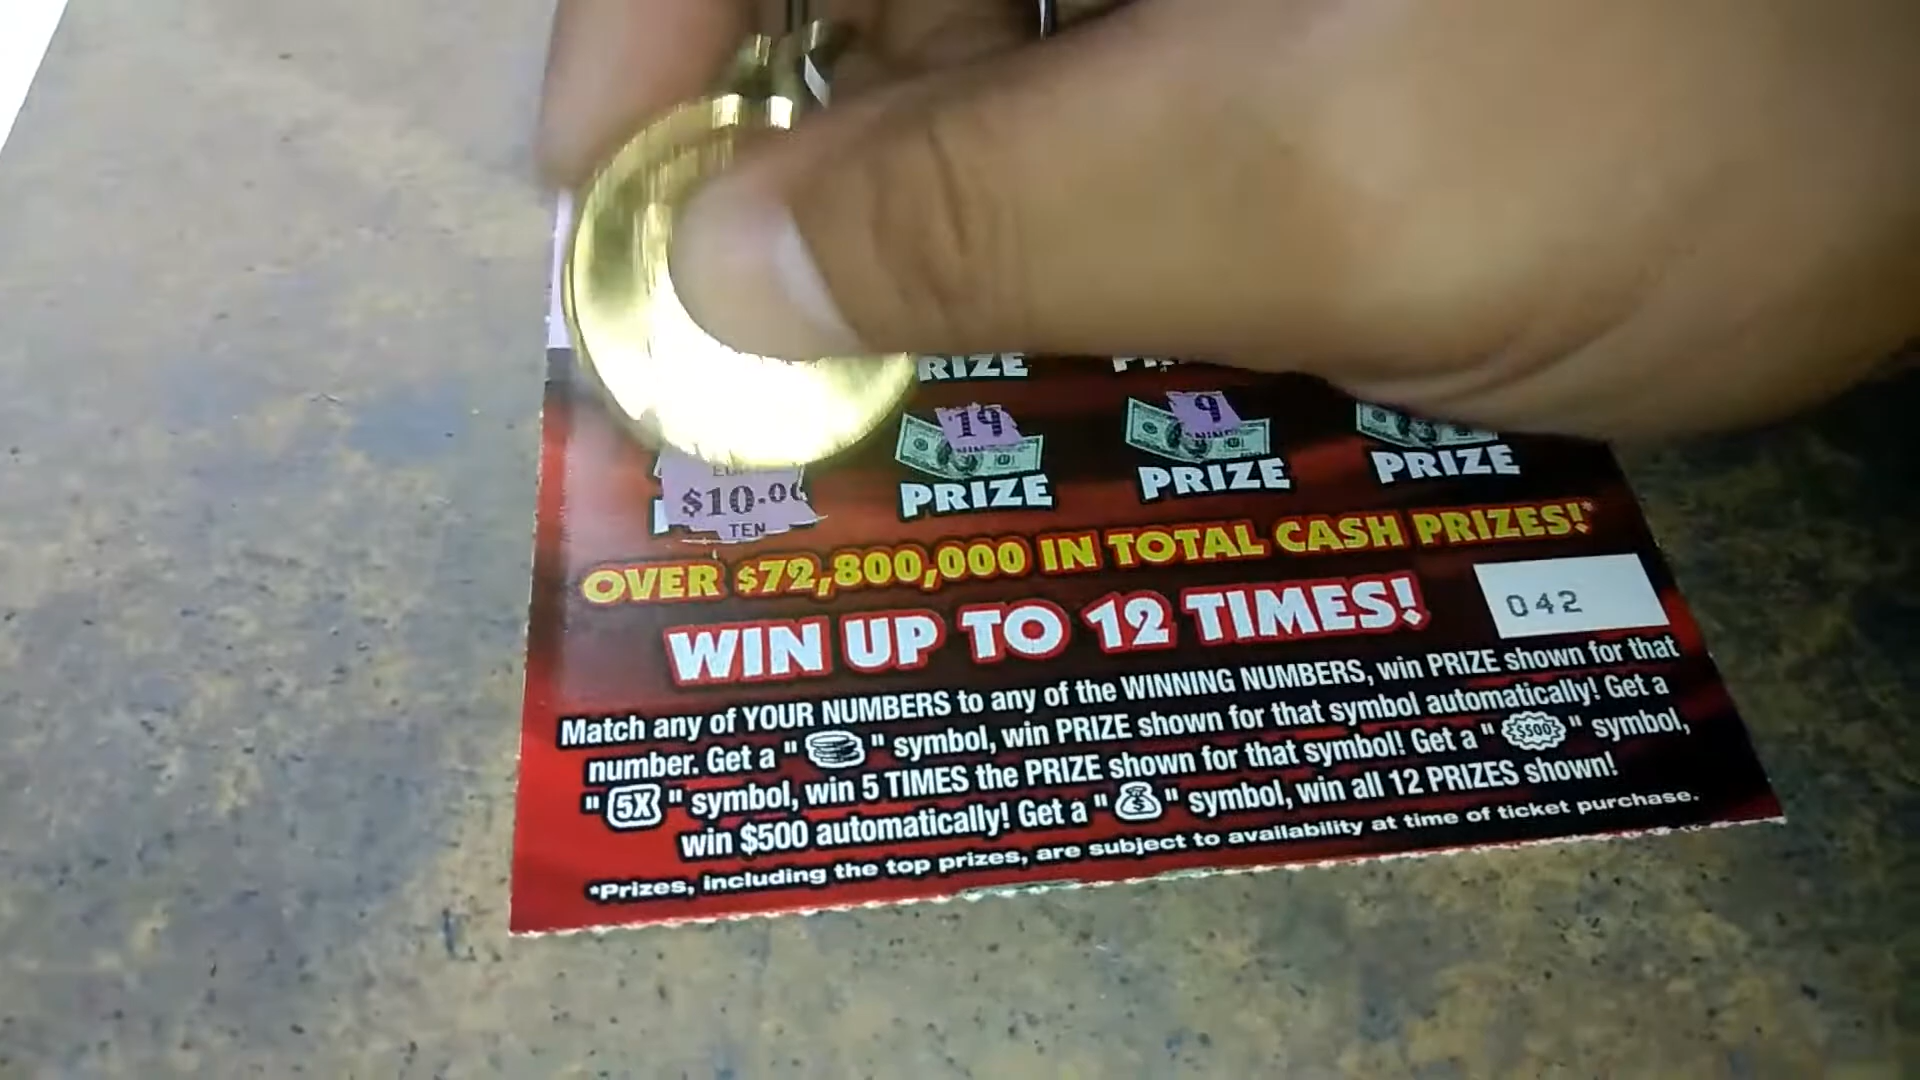 RIZE
19
9
PRIZE
PRIZE
PRIZE
$10.00
TEN
OVER $72,800,000 IN TOTAL CASH PRIZES!*
WIN UP TO 12 TIMES!
042
Match any of YOUR NUMBERS to any of the WINNING NUMBERS, win PRIZE shown for that
number. Get a " " symbol, win PRIZE shown for that symbol automatically! Get a
" 5X " symbol, win 5 TIMES the PRIZE shown for that symbol! Get a " $500 " symbol,
win $500 automatically! Get a " $ " symbol, win all 12 PRIZES shown!
*Prizes, including the top prizes, are subject to availability at time of ticket purchase.